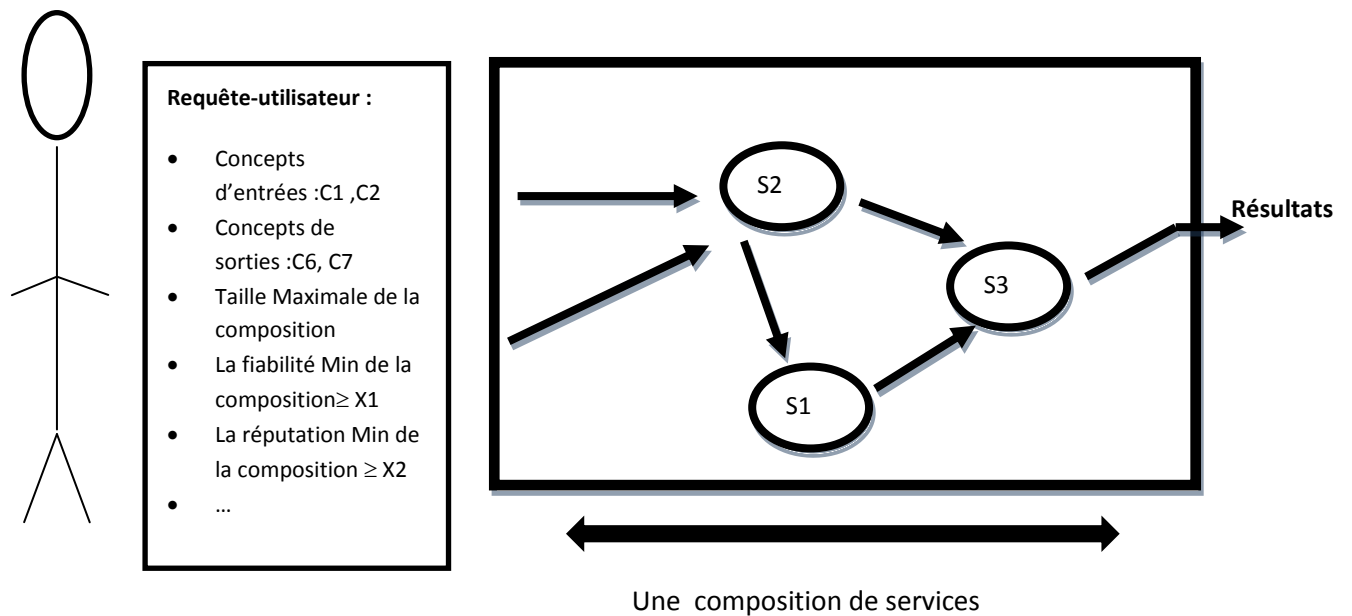 Requête-utilisateur :
• Concepts
d'entrées :C1 ,C2
• Concepts de
sorties :C6, C7
• Taille Maximale de la
composition
• La fiabilité Min de la
composition≥ X1
• La réputation Min de
la composition ≥ X2
• ...
S2
S3
S1
Résultats
Une composition de services